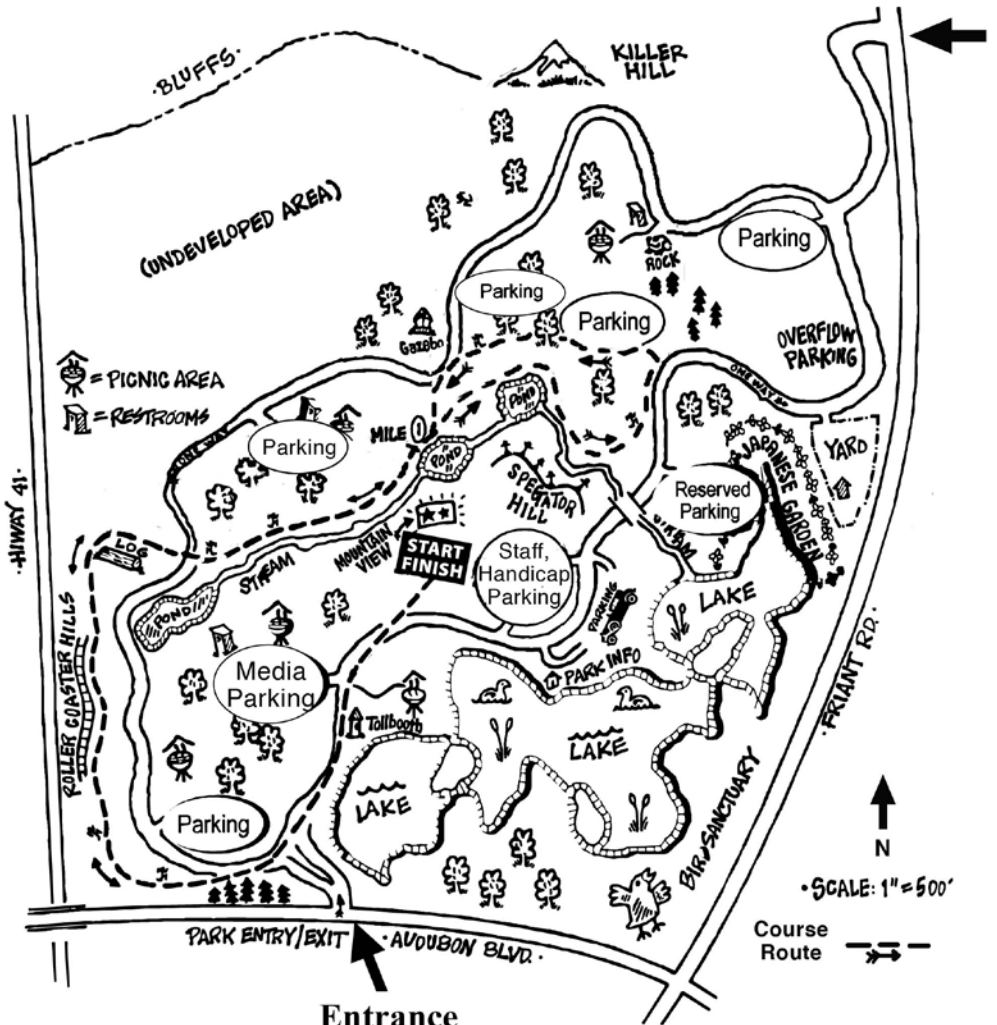 ·BLUFFS·
KILLER
HILL
(UNDEVELOPED AREA)
Parking
ROCK
Parking
Parking
Gazebo
OVERFLOW
PARKING
= PICNIC AREA
= RESTROOMS
ONE WAY
MILE 1
POND
POND
Parking
ONE WAY
·HIWAY 41·
SPECTATOR
HILL
Reserved
Parking
JAPANESE GARDEN
YARD
LOG
STREAM
MOUNTAIN
VIEW
START
FINISH
Staff,
Handicap
Parking
STREAM
POND
LAKE
PARKING
ROLLER COASTER HILLS
Media
Parking
PARK INFO
Tollbooth
LAKE
LAKE
Parking
BIRD SANCTUARY
·FRIANT RD.
N
·SCALE: 1"=500'
PARK ENTRY/EXIT ·AUDUBON BLVD.·
Course
Route
Entrance